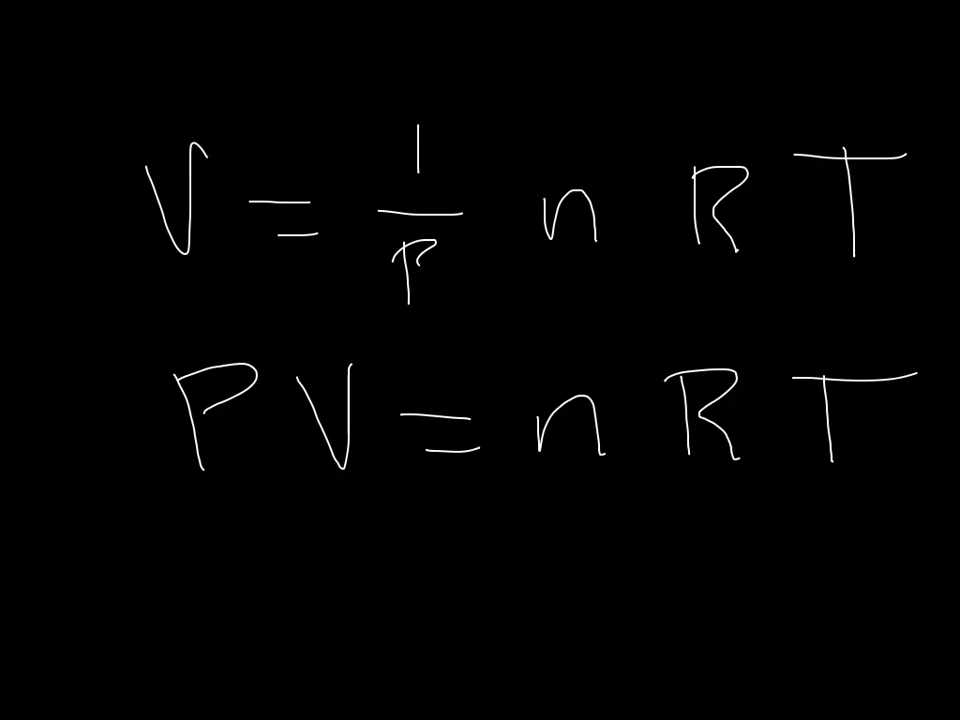 V = 1/P n R T
P V = n R T